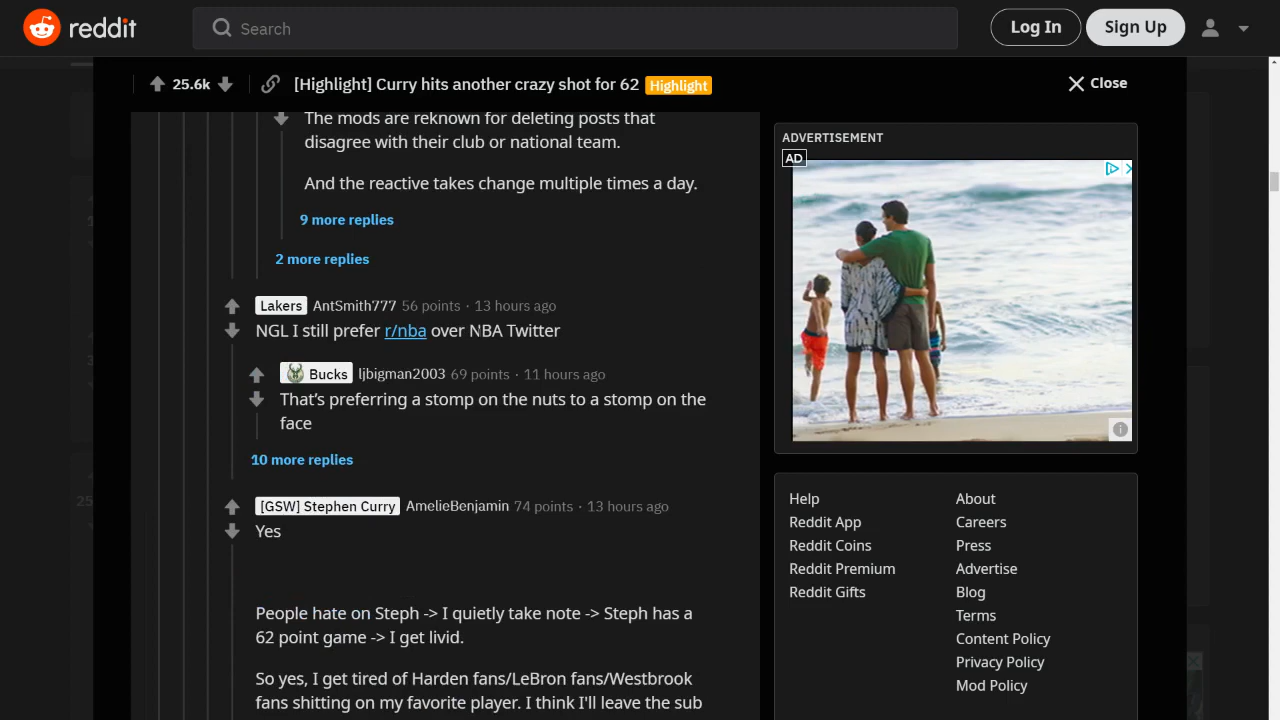 reddit
Search
Log In
Sign Up
25.6k
[Highlight] Curry hits another crazy shot for 62 Highlight
Close
The mods are reknown for deleting posts that
disagree with their club or national team.
And the reactive takes change multiple times a day.
9 more replies
2 more replies
Lakers AntSmith777 56 points · 13 hours ago
NGL I still prefer r/nba over NBA Twitter
Bucks ljbigman2003 69 points · 11 hours ago
That's preferring a stomp on the nuts to a stomp on the
face
10 more replies
[GSW] Stephen Curry AmelieBenjamin 74 points · 13 hours ago
Yes
People hate on Steph -> I quietly take note -> Steph has a
62 point game -> I get livid.
So yes, I get tired of Harden fans/LeBron fans/Westbrook
fans shitting on my favorite player. I think I'll leave the sub
ADVERTISEMENT
AD
Help
Reddit App
Reddit Coins
Reddit Premium
Reddit Gifts
About
Careers
Press
Advertise
Blog
Terms
Content Policy
Privacy Policy
Mod Policy